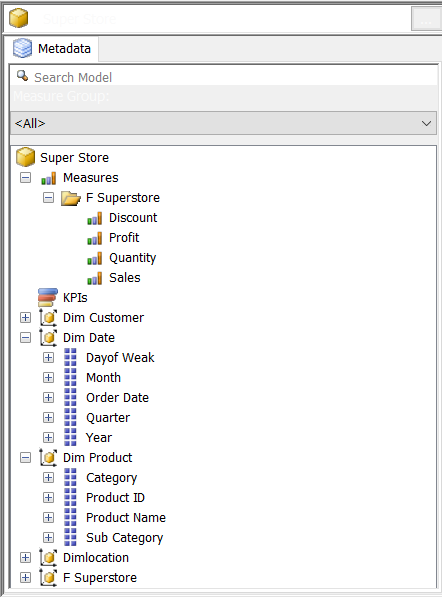 Super Store
...
Metadata
Search Model
Measure Group:
<All>
Super Store
Measures
F Superstore
Discount
Profit
Quantity
Sales
KPIs
Dim Customer
Dim Date
Dayof Weak
Month
Order Date
Quarter
Year
Dim Product
Category
Product ID
Product Name
Sub Category
Dimlocation
F Superstore